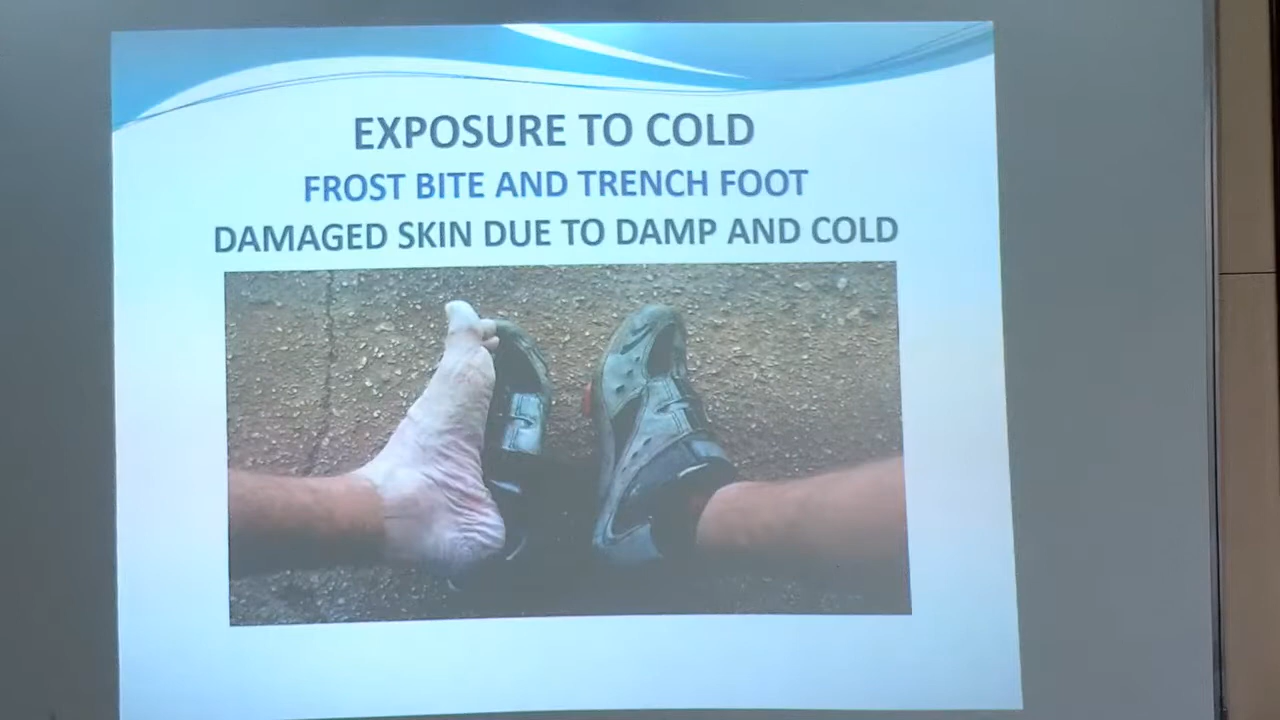 EXPOSURE TO COLD
FROST BITE AND TRENCH FOOT
DAMAGED SKIN DUE TO DAMP AND COLD